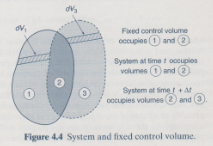 dV₁
dV₃
Fixed control volume
occupies ① and ②.
System at time t occupies
volumes ① and ②.
System at time t + Δt
occupies volumes ② and ③.
①
②
③
Figure 4.4 System and fixed control volume.